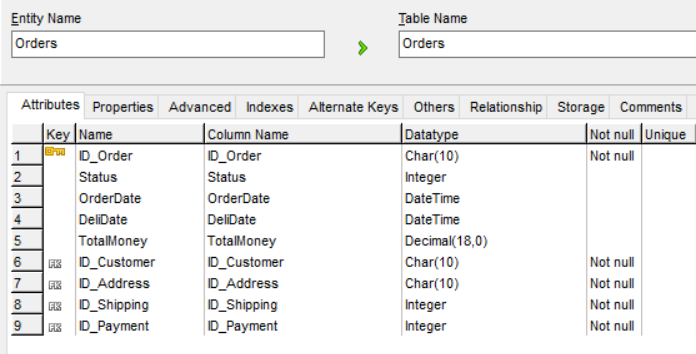 Entity Name Table Name
Orders Orders
Attributes Properties Advanced Indexes Alternate Keys Others Relationship Storage Comments
Key Name Column Name Datatype Not null Unique
1 ID_Order ID_Order Char(10) Not null
2 Status Status Integer
3 OrderDate OrderDate DateTime
4 DeliDate DeliDate DateTime
5 TotalMoney TotalMoney Decimal(18,0)
6 FK ID_Customer ID_Customer Char(10) Not null
7 FK ID_Address ID_Address Char(10) Not null
8 FK ID_Shipping ID_Shipping Integer Not null
9 FK ID_Payment ID_Payment Integer Not null